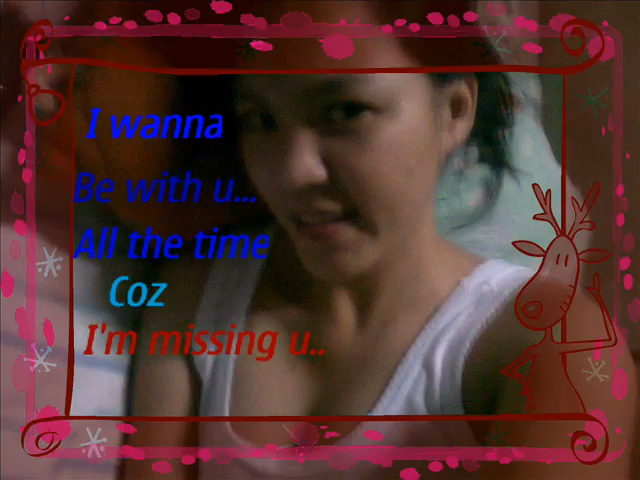 I wanna
Be with u...
All the time
Coz
I'm missing u..